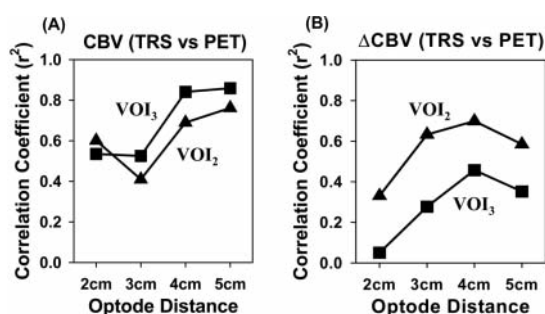 (A)
CBV (TRS vs PET)
Correlation Coefficient (r²)
1.0
0.8
0.6
0.4
0.2
0.0
VOI₃
VOI₂
2cm 3cm 4cm 5cm
Optode Distance
(B)
ΔCBV (TRS vs PET)
Correlation Coefficient (r²)
1.0
0.8
0.6
0.4
0.2
0.0
VOI₂
VOI₃
2cm 3cm 4cm 5cm
Optode Distance